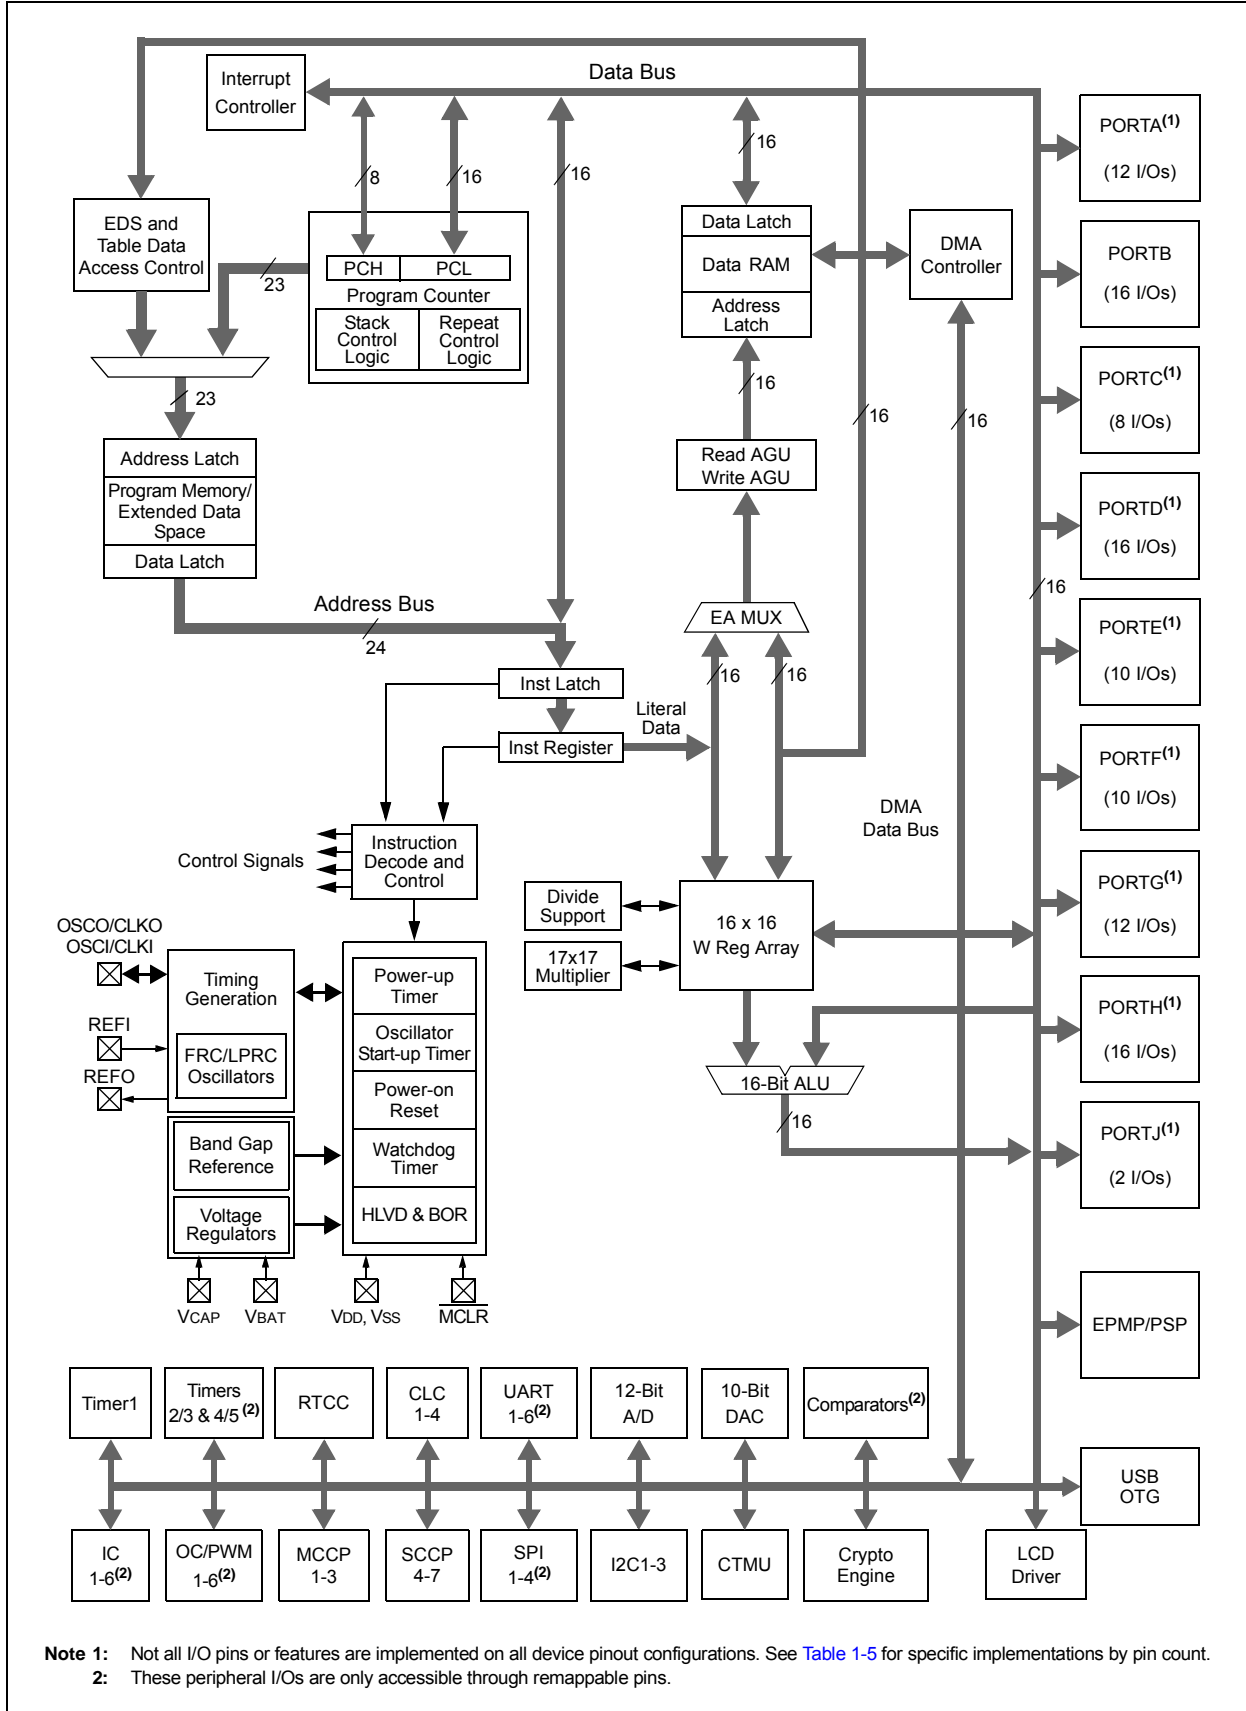 Data Bus
Interrupt
Controller
8
16
16
16
16
PORTA(1)
(12 I/Os)
EDS and
Table Data
Access Control
23
PCH
PCL
Program Counter
Stack
Control
Logic
Repeat
Control
Logic
Data Latch
Data RAM
Address
Latch
DMA
Controller
PORTB
(16 I/Os)
23
16
16
16
PORTC(1)
(8 I/Os)
Address Latch
Program Memory/
Extended Data
Space
Data Latch
Read AGU
Write AGU
PORTD(1)
(16 I/Os)
Address Bus
24
EA MUX
16
16
16
PORTE(1)
(10 I/Os)
Inst Latch
Inst Register
Literal
Data
PORTF(1)
(10 I/Os)
DMA
Data Bus
Control Signals
Instruction
Decode and
Control
Divide
Support
17x17
Multiplier
16 x 16
W Reg Array
PORTG(1)
(12 I/Os)
OSCO/CLKO
OSCI/CLKI
REFI
REFO
Timing
Generation
FRC/LPRC
Oscillators
Power-up
Timer
Oscillator
Start-up Timer
Power-on
Reset
Watchdog
Timer
HLVD & BOR
16-Bit ALU
16
PORTH(1)
(16 I/Os)
Band Gap
Reference
Voltage
Regulators
PORTJ(1)
(2 I/Os)
VCAP
VBAT
VDD, VSS
MCLR
EPMP/PSP
Timer1
Timers
2/3 & 4/5(2)
RTCC
CLC
1-4
UART
1-6(2)
12-Bit
A/D
10-Bit
DAC
Comparators(2)
USB
OTG
IC
1-6(2)
OC/PWM
1-6(2)
MCCP
1-3
SCCP
4-7
SPI
1-4(2)
I2C1-3
CTMU
Crypto
Engine
LCD
Driver
Note 1: Not all I/O pins or features are implemented on all device pinout configurations. See Table 1-5 for specific implementations by pin count.
2: These peripheral I/Os are only accessible through remappable pins.